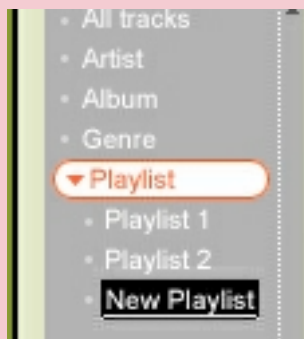 All tracks
Artist
Album
Genre
Playlist
Playlist 1
Playlist 2
New Playlist